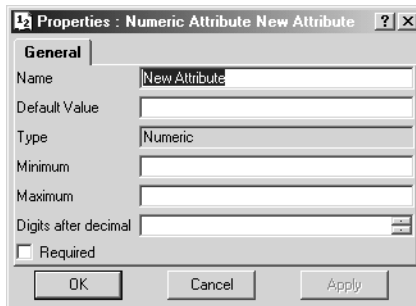 1₂ Properties : Numeric Attribute New Attribute ? ×
General
Name New Attribute
Default Value
Type Numeric
Minimum
Maximum
Digits after decimal
Required
OK Cancel Apply